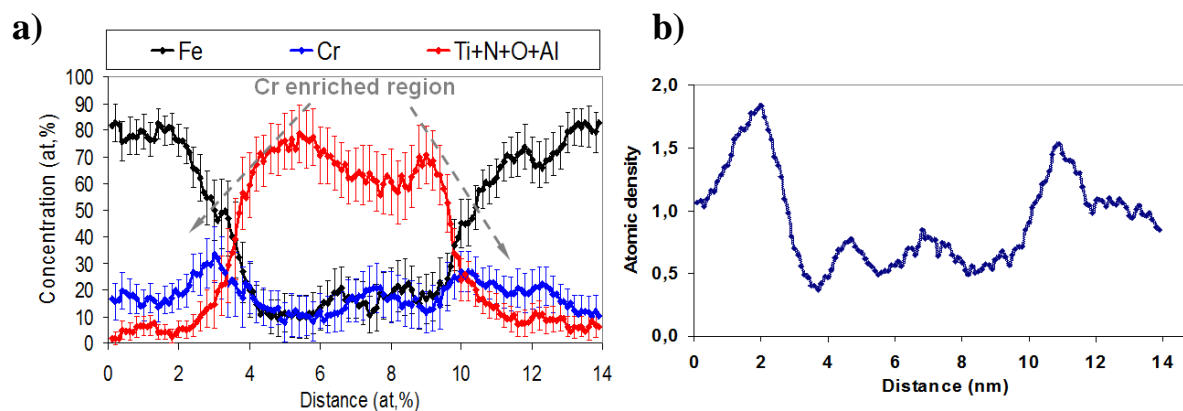 a)
Fe Cr Ti+N+O+Al
Cr enriched region
Concentration (at,%)
100
90
80
70
60
50
40
30
20
10
0
0 2 4 6 8 10 12 14
Distance (at,%)
b)
Atomic density
2,0
1,5
1,0
0,5
0,0
0 2 4 6 8 10 12 14
Distance (nm)